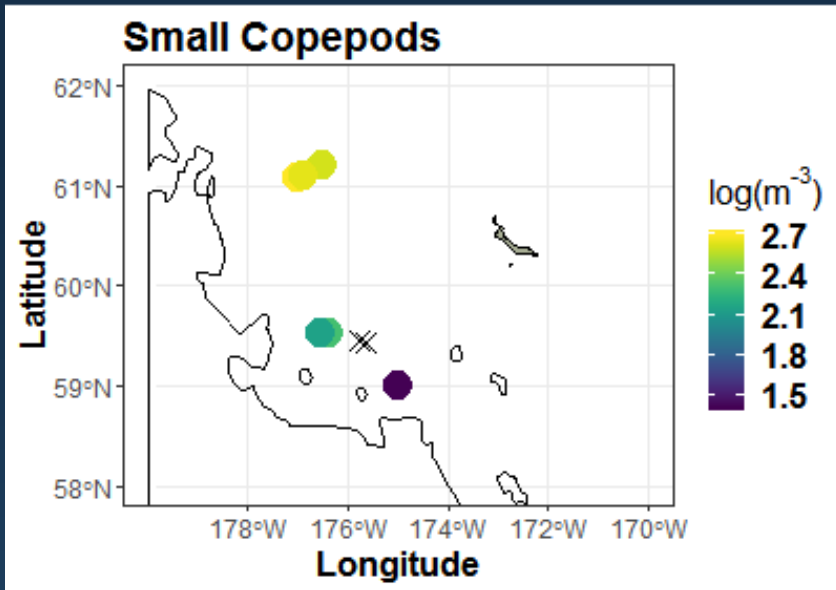 Small Copepods
62°N
61°N
60°N
59°N
58°N
Latitude
178°W 176°W 174°W 172°W 170°W
Longitude
log(m⁻³)
2.7
2.4
2.1
1.8
1.5